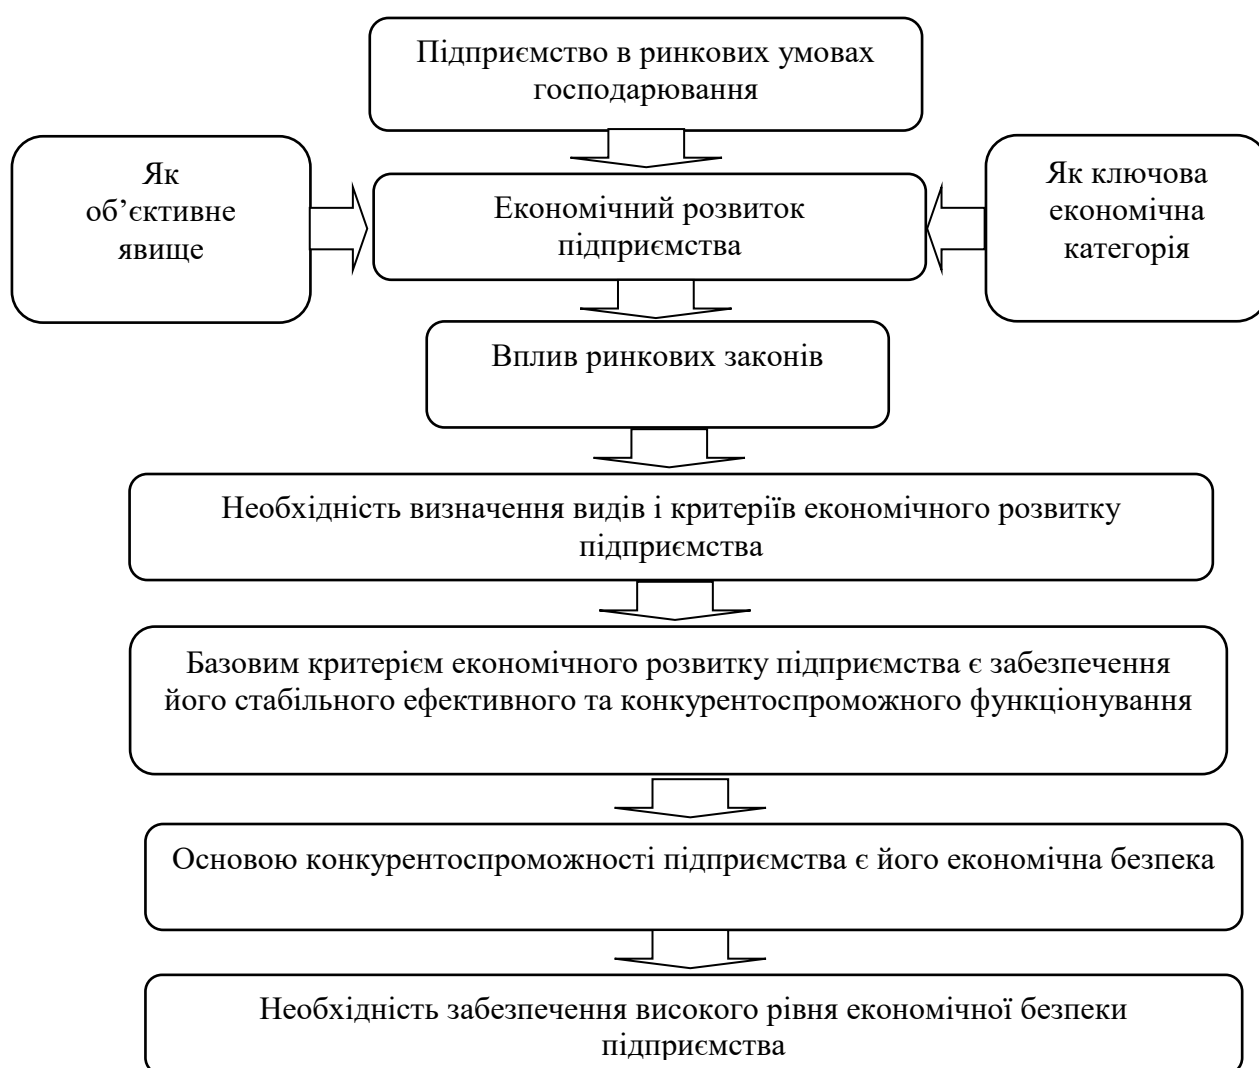 Підприємство в ринкових умовах
господарювання
Як
об’єктивне
явище
Економічний розвиток
підприємства
Як ключова
економічна
категорія
Вплив ринкових законів
Необхідність визначення видів і критеріїв економічного розвитку
підприємства
Базовим критерієм економічного розвитку підприємства є забезпечення
його стабільного ефективного та конкурентоспроможного функціонування
Основою конкурентоспроможності підприємства є його економічна безпека
Необхідність забезпечення високого рівня економічної безпеки
підприємства